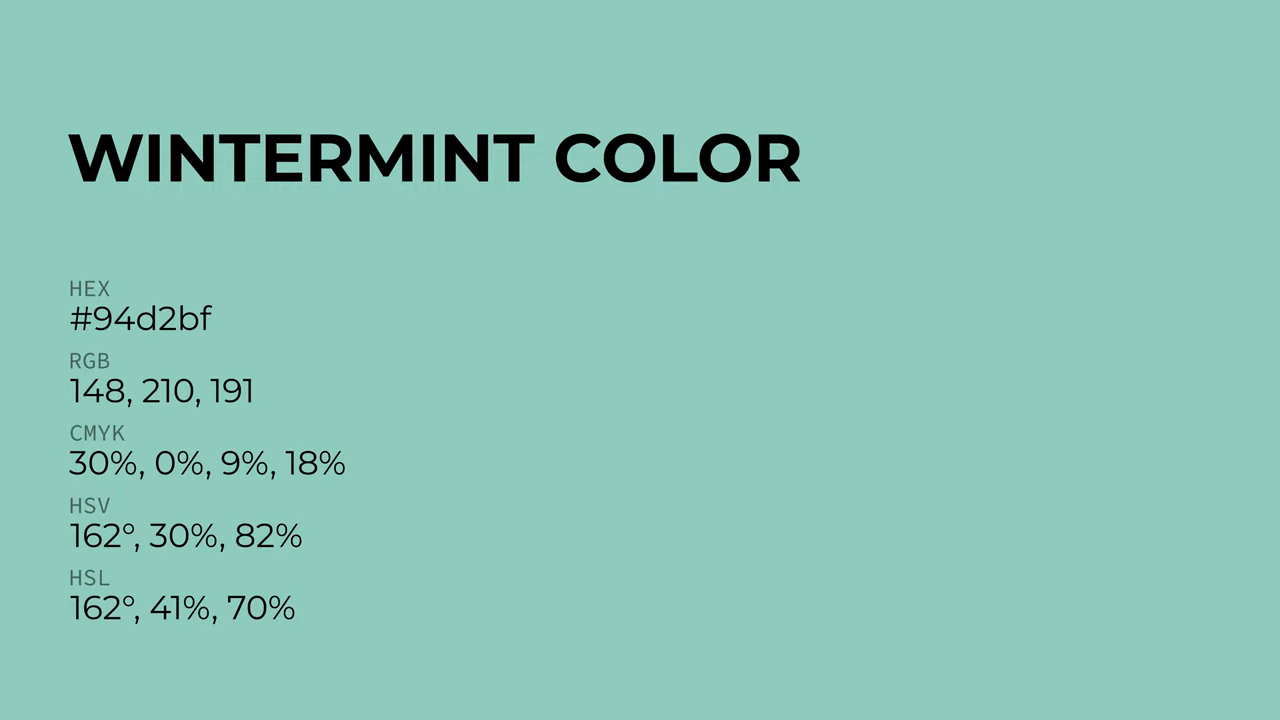 WINTERMINT COLOR
HEX
#94d2bf
RGB
148, 210, 191
CMYK
30%, 0%, 9%, 18%
HSV
162°, 30%, 82%
HSL
162°, 41%, 70%